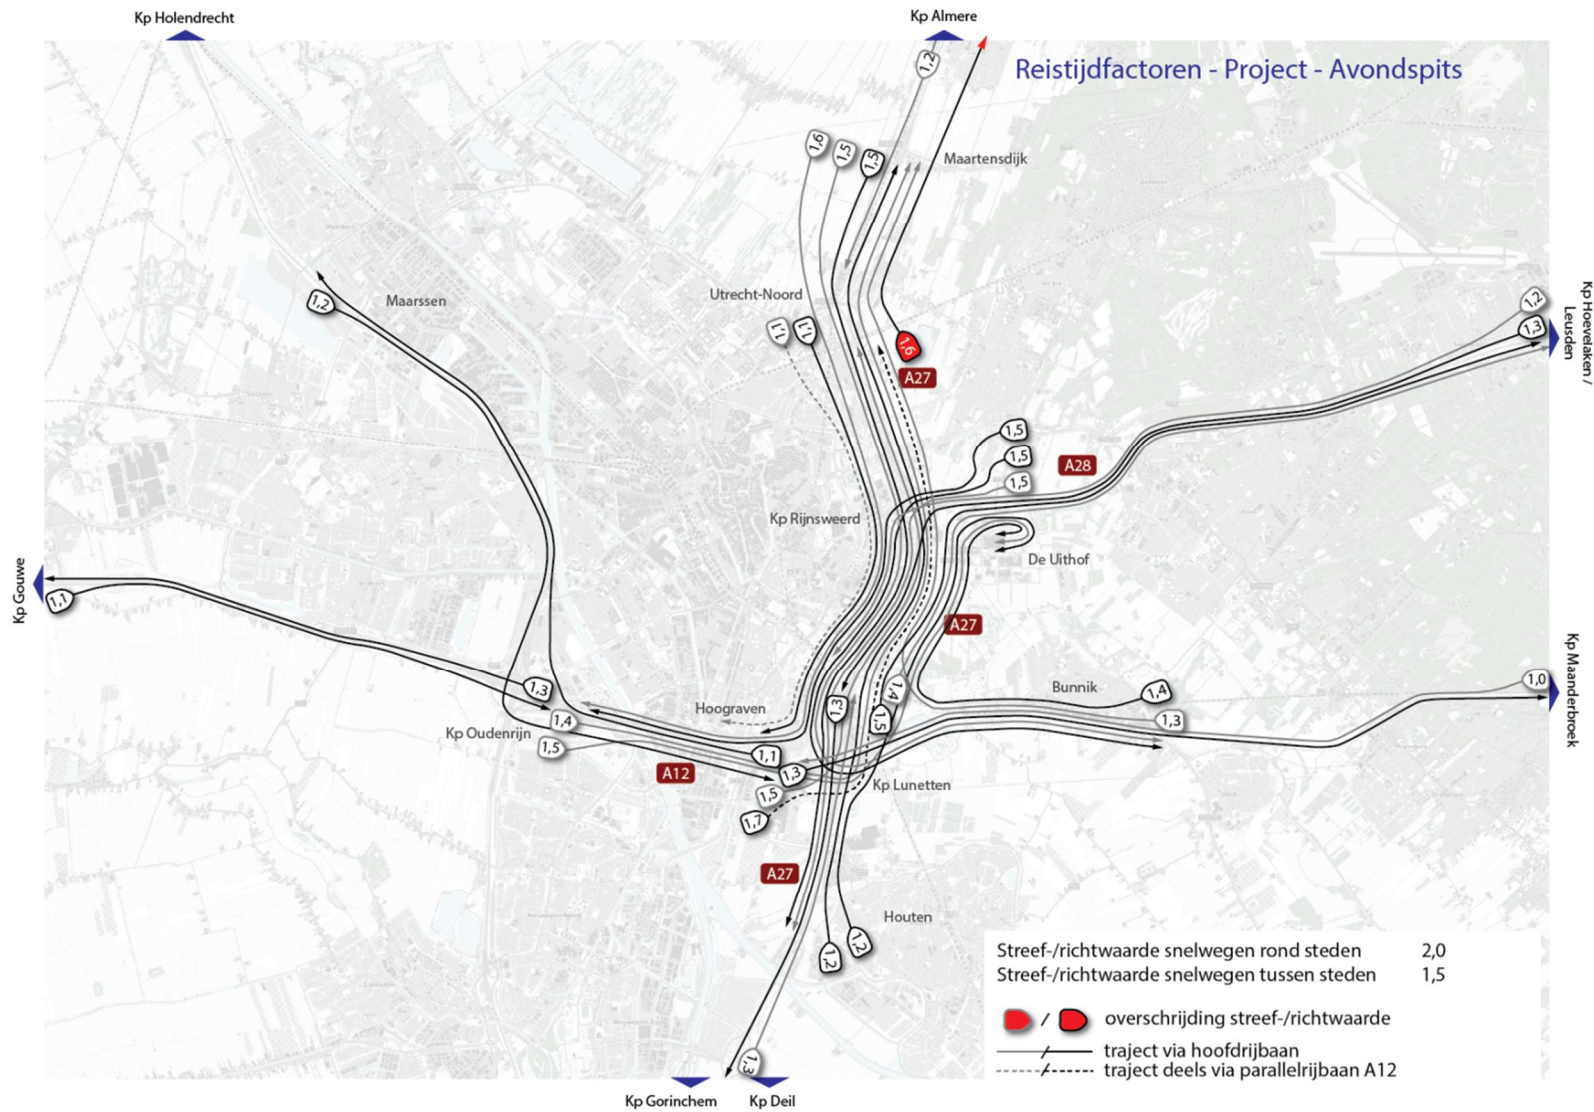 Kp Holendrecht
Kp Almere
Reistijdfactoren - Project - Avondspits
1,2
1,6
1,5
1,5
Maartensdijk
Maarssen
1,2
Utrecht-Noord
1,1
1,1
1,6
A27
1,2
1,3
Kp Hoevelaken /
Leusden
1,5
1,5
1,5
A28
Kp Rijnsweerd
De Uithof
Kp Gouwe
1,1
A27
Kp Maanderbroek
1,0
1,3
1,4
1,5
Kp Oudenrijn
Hoograven
1,3
1,4
1,5
Bunnik
1,4
1,3
A12
1,1
1,3
1,5
1,7
Kp Lunetten
A27
Houten
1,2
1,2
1,3
Kp Gorinchem
Kp Deil
Streef-/richtwaarde snelwegen rond steden 2,0
Streef-/richtwaarde snelwegen tussen steden 1,5
/ overschrijding streef-/richtwaarde
traject via hoofdrijbaan
traject deels via parallelrijbaan A12